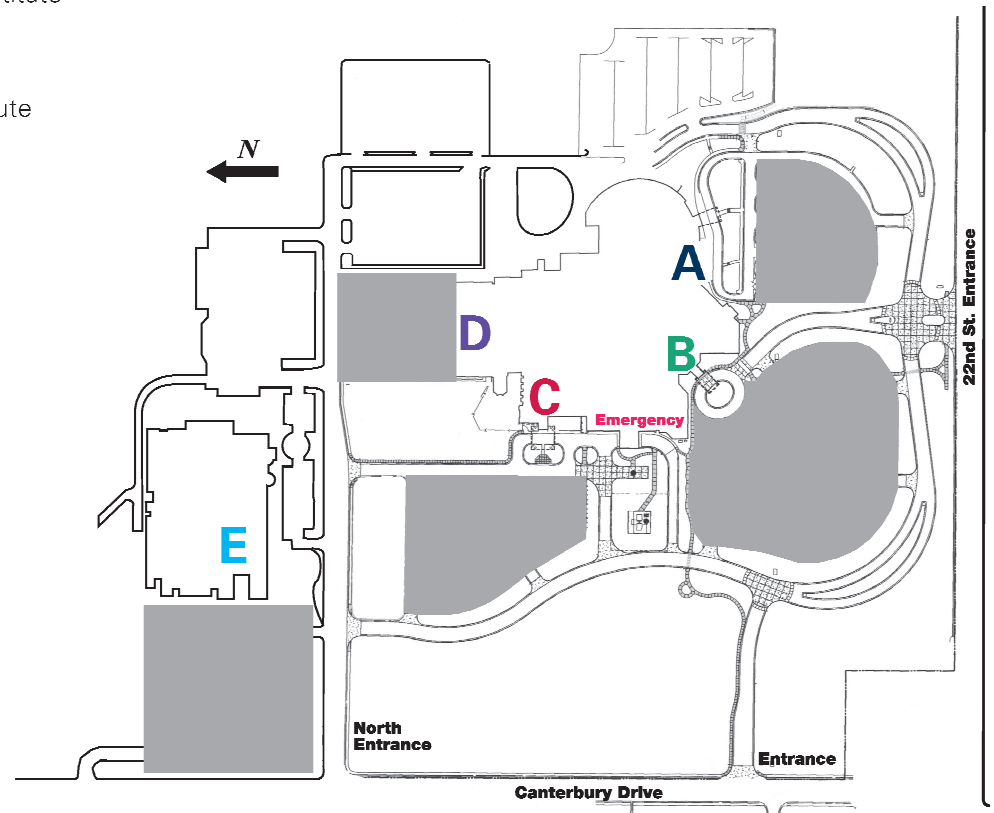 ute
N
A
22nd St. Entrance
D
B
C
Emergency
E
North
Entrance
Entrance
Canterbury Drive